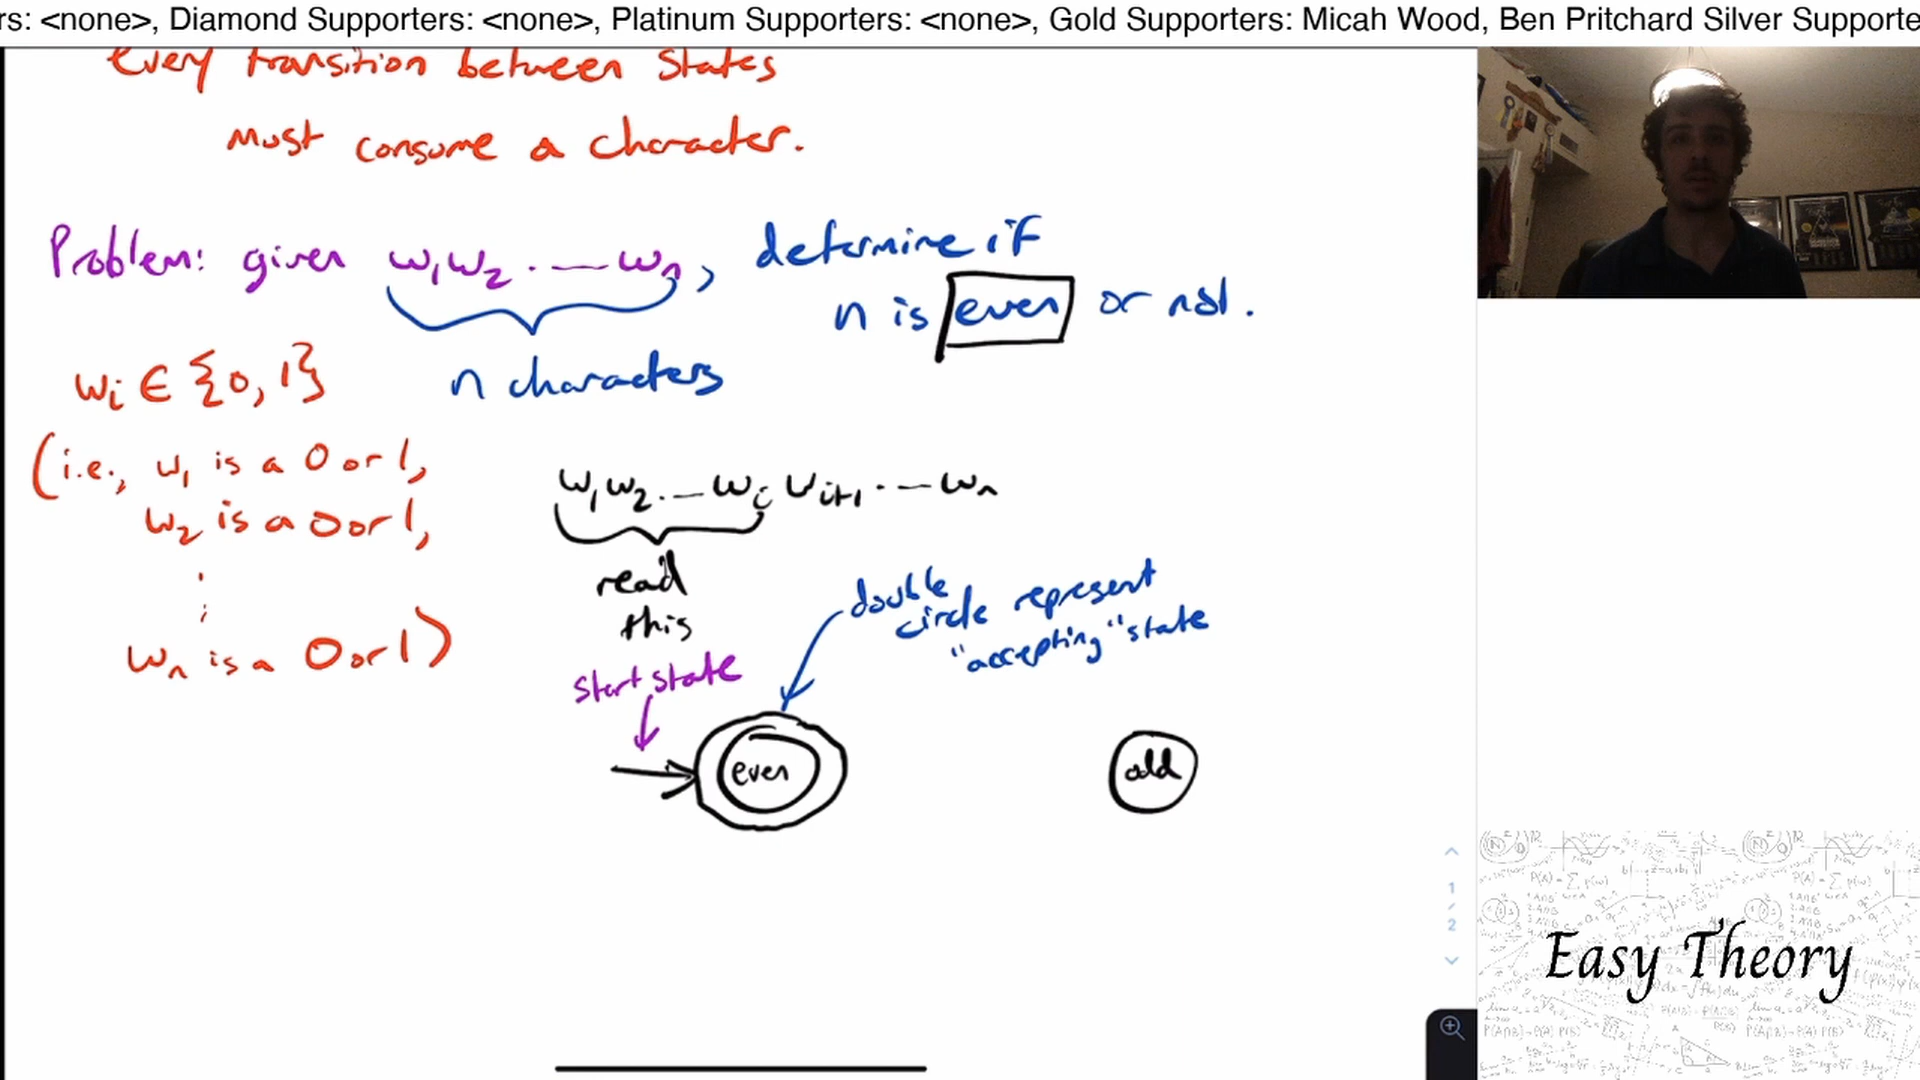 rs: <none>, Diamond Supporters: <none>, Platinum Supporters: <none>, Gold Supporters: Micah Wood, Ben Pritchard Silver Supporte
every transition between states
must consume a character.
Problem: given w₁w₂.—wₙ, determine if
n is even or not.
n characters
wᵢ ∈ {0,1}
(i.e., w₁ is a 0 or 1,
w₂ is a 0 or 1,
⋮
wₙ is a 0 or 1)
w₁w₂.—wᵢ wᵢ₊₁.—wₙ
read
this
double
circle represent
"accepting" state
start state
even
odd
1
2
Easy Theory